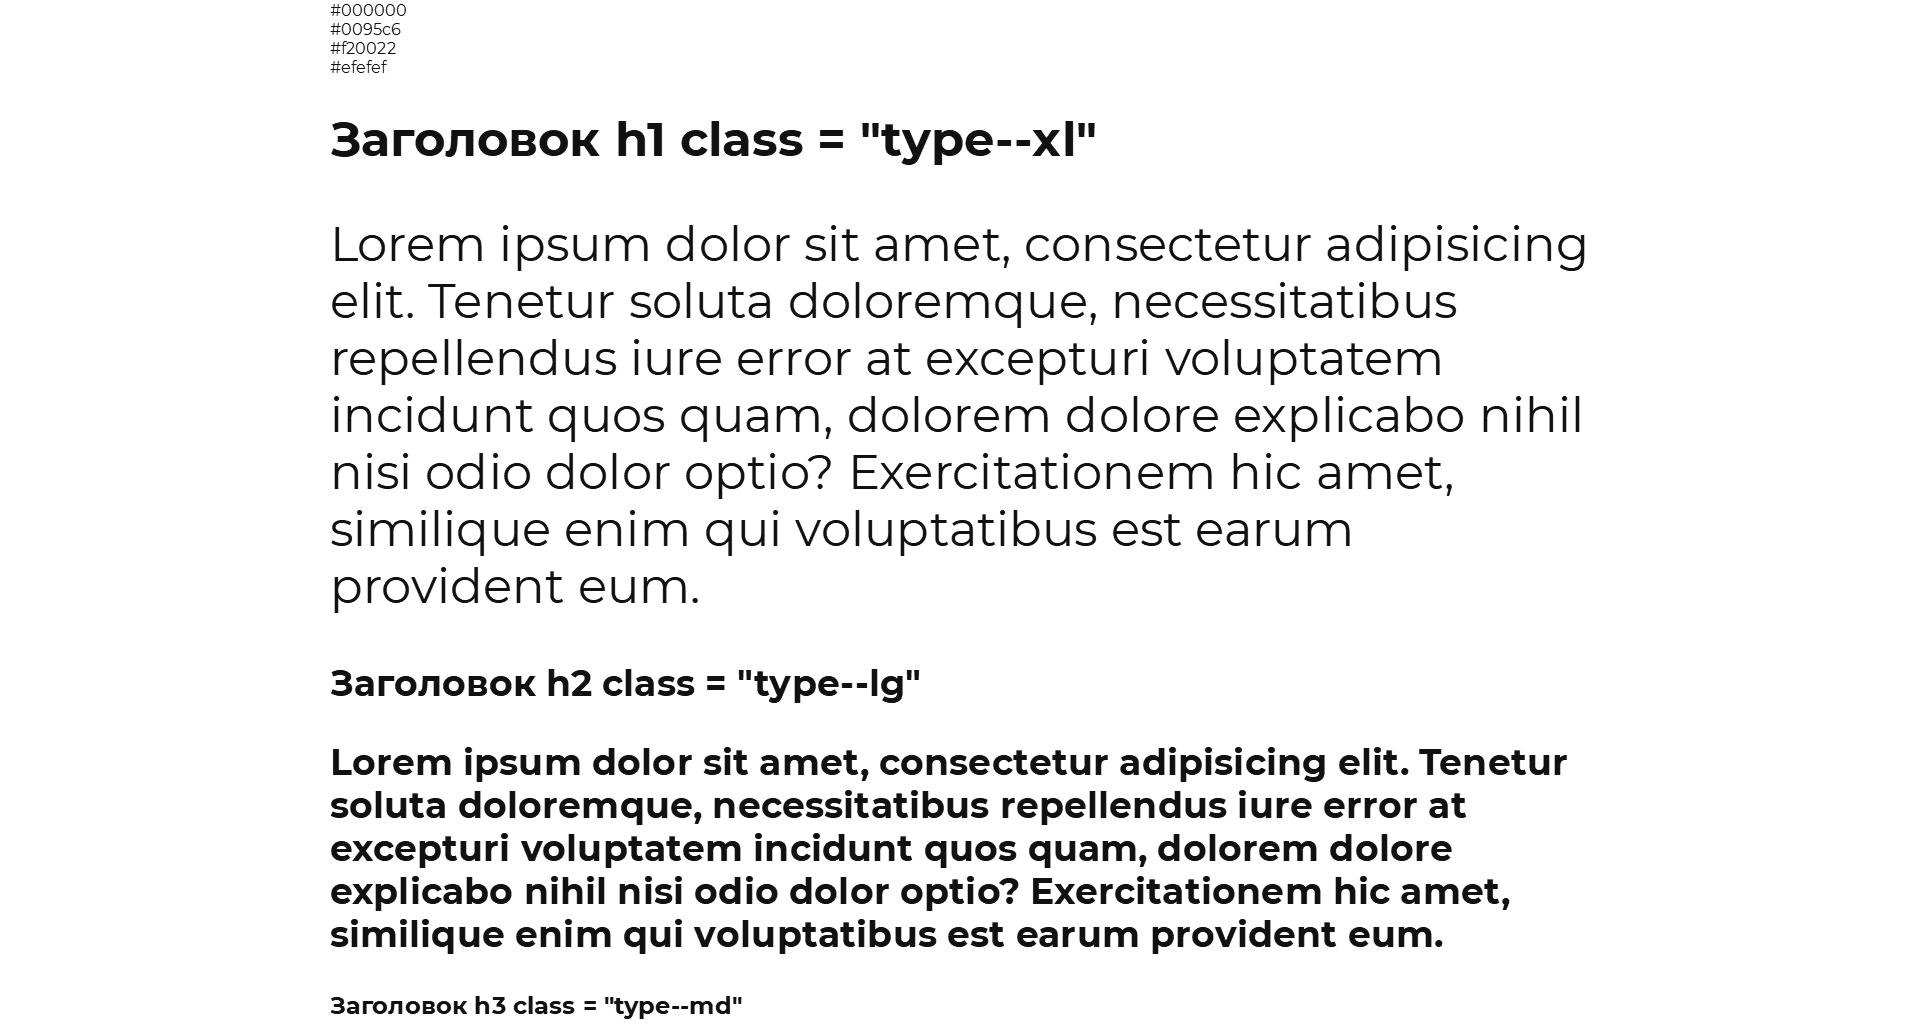 #000000
#0095c6
#f20022
#efefef
Заголовок h1 class = "type--xl"
Lorem ipsum dolor sit amet, consectetur adipisicing
elit. Tenetur soluta doloremque, necessitatibus
repellendus iure error at excepturi voluptatem
incidunt quos quam, dolorem dolore explicabo nihil
nisi odio dolor optio? Exercitationem hic amet,
similique enim qui voluptatibus est earum
provident eum.
Заголовок h2 class = "type--lg"
Lorem ipsum dolor sit amet, consectetur adipisicing elit. Tenetur
soluta doloremque, necessitatibus repellendus iure error at
excepturi voluptatem incidunt quos quam, dolorem dolore
explicabo nihil nisi odio dolor optio? Exercitationem hic amet,
similique enim qui voluptatibus est earum provident eum.
Заголовок h3 class = "type--md"